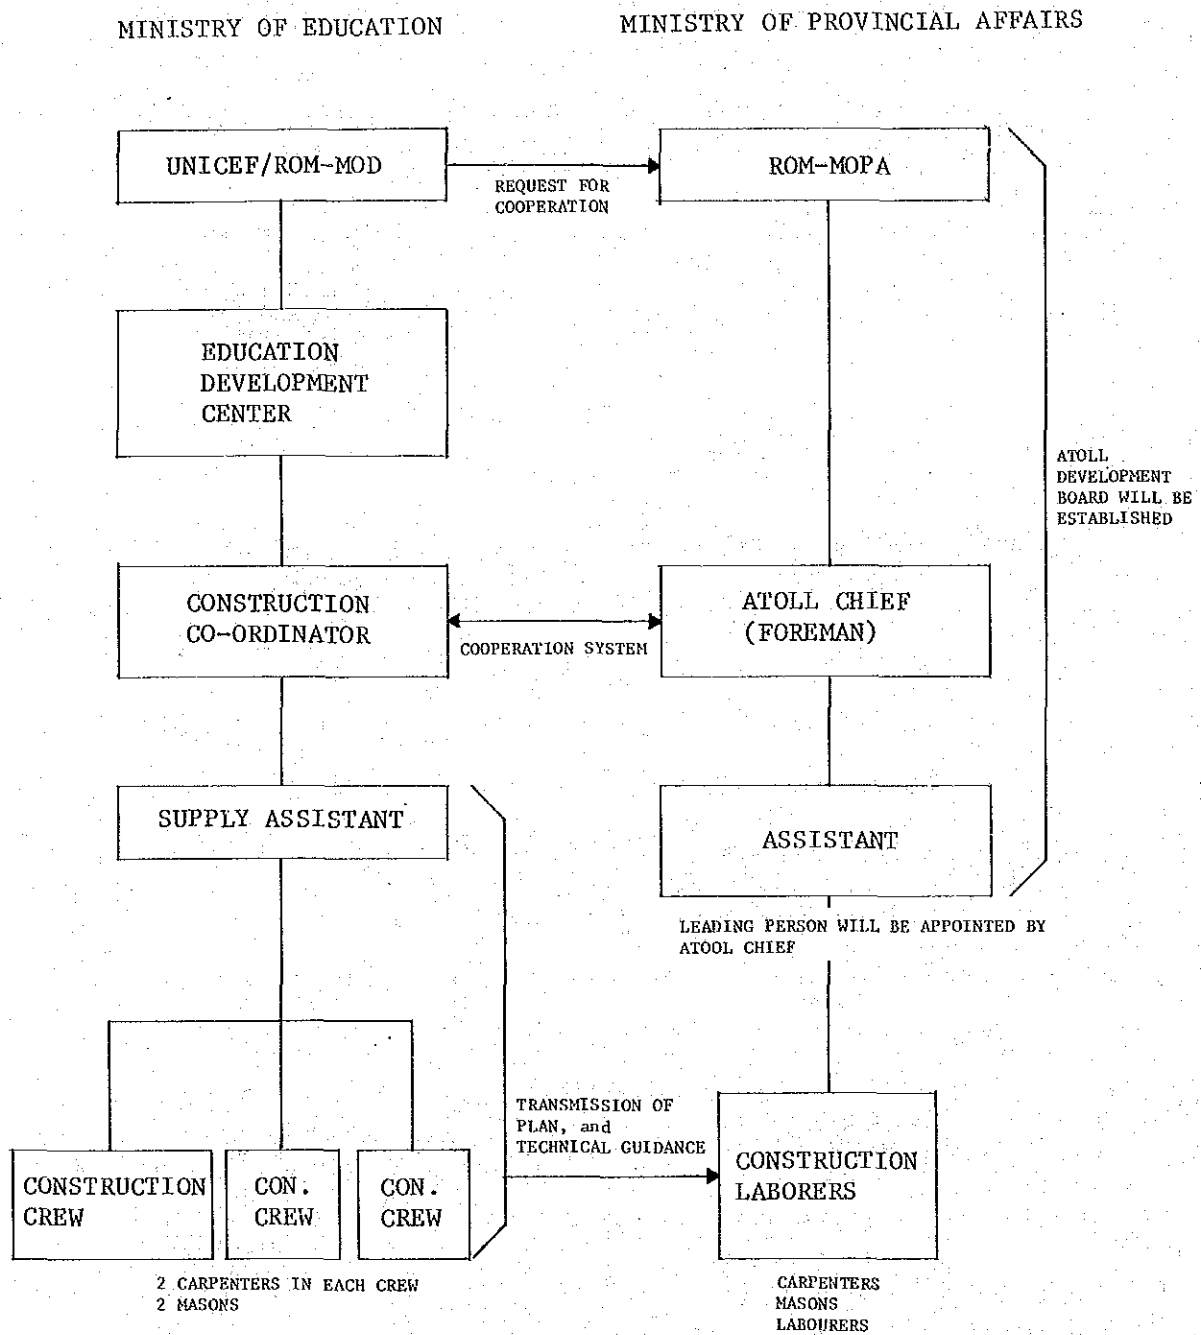 MINISTRY OF EDUCATION
MINISTRY OF PROVINCIAL AFFAIRS
UNICEF/ROM-MOD
REQUEST FOR
COOPERATION
ROM-MOPA
EDUCATION
DEVELOPMENT
CENTER
ATOLL
DEVELOPMENT
BOARD WILL BE
ESTABLISHED
CONSTRUCTION
CO-ORDINATOR
COOPERATION SYSTEM
ATOLL CHIEF
(FOREMAN)
SUPPLY ASSISTANT
ASSISTANT
LEADING PERSON WILL BE APPOINTED BY
ATOOL CHIEF
TRANSMISSION OF
PLAN, and
TECHNICAL GUIDANCE
CONSTRUCTION
CREW
CON.
CREW
CON.
CREW
CONSTRUCTION
LABORERS
2 CARPENTERS IN EACH CREW
2 MASONS
CARPENTERS
MASONS
LABOURERS